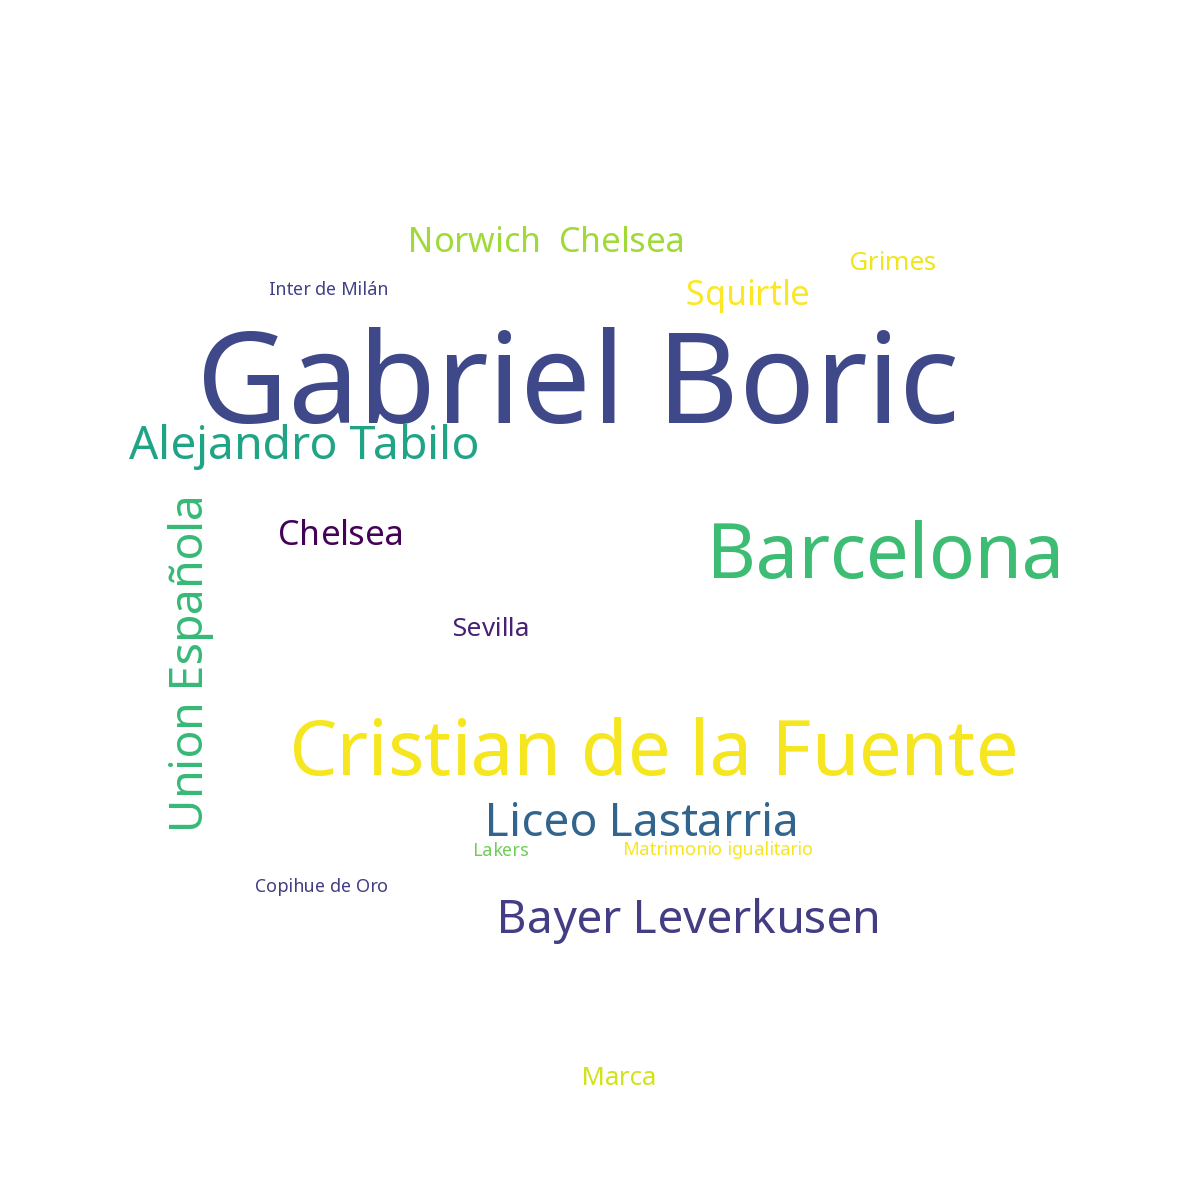 Norwich  Chelsea
Grimes
Inter de Milán
Squirtle
Gabriel Boric
Alejandro Tabilo
Union Española
Chelsea
Barcelona
Sevilla
Cristian de la Fuente
Liceo Lastarria
Lakers
Matrimonio igualitario
Copihue de Oro
Bayer Leverkusen
Marca